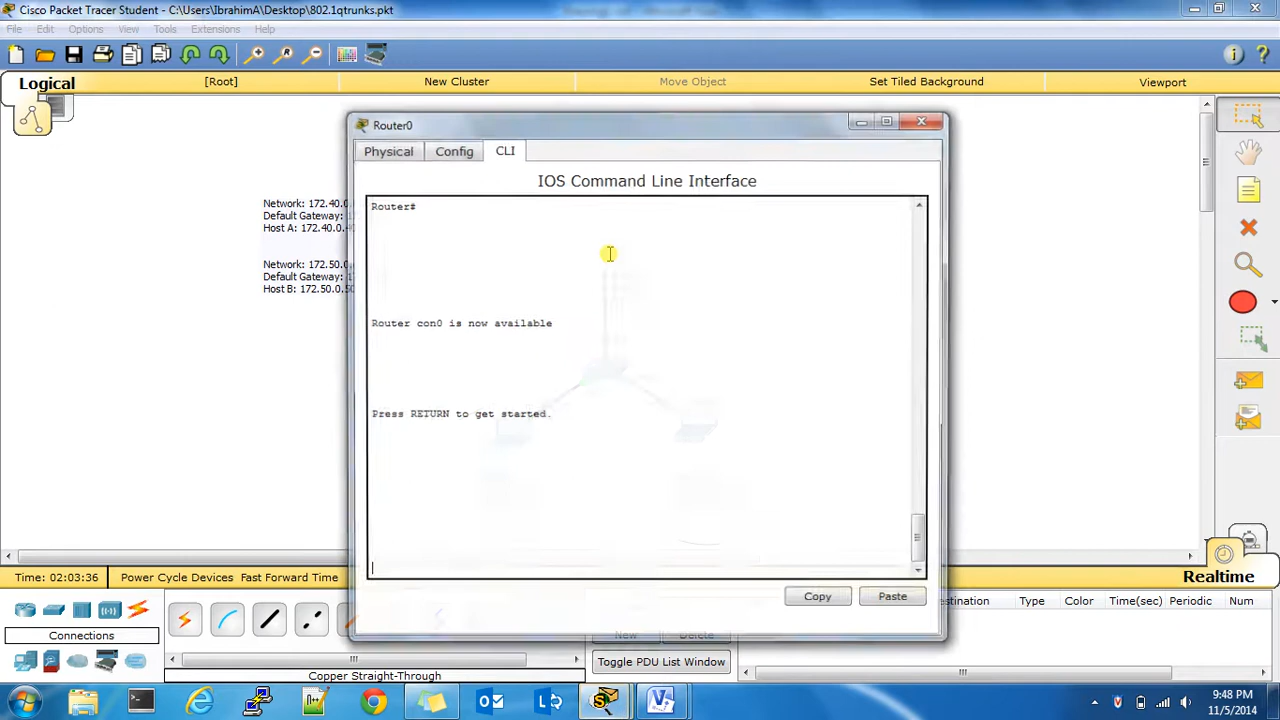 Cisco Packet Tracer Student - C:\Users\IbrahimA\Desktop\802.1qtrunks.pkt
File Edit Options View Tools Extensions Help
Logical [Root] New Cluster Move Object Set Tiled Background Viewport
Network: 172.40.0
Default Gateway:
Host A: 172.40.0
Network: 172.50.0
Default Gateway:
Host B: 172.50.0
Router0
Physical Config CLI
IOS Command Line Interface
Router#
Router con0 is now available
Press RETURN to get started.
Copy Paste
Time: 02:03:36 Power Cycle Devices Fast Forward Time
Realtime
Connections
Copper Straight-Through
New Delete
Toggle PDU List Window
estination Type Color Time(sec) Periodic Num
9:48 PM
11/5/2014